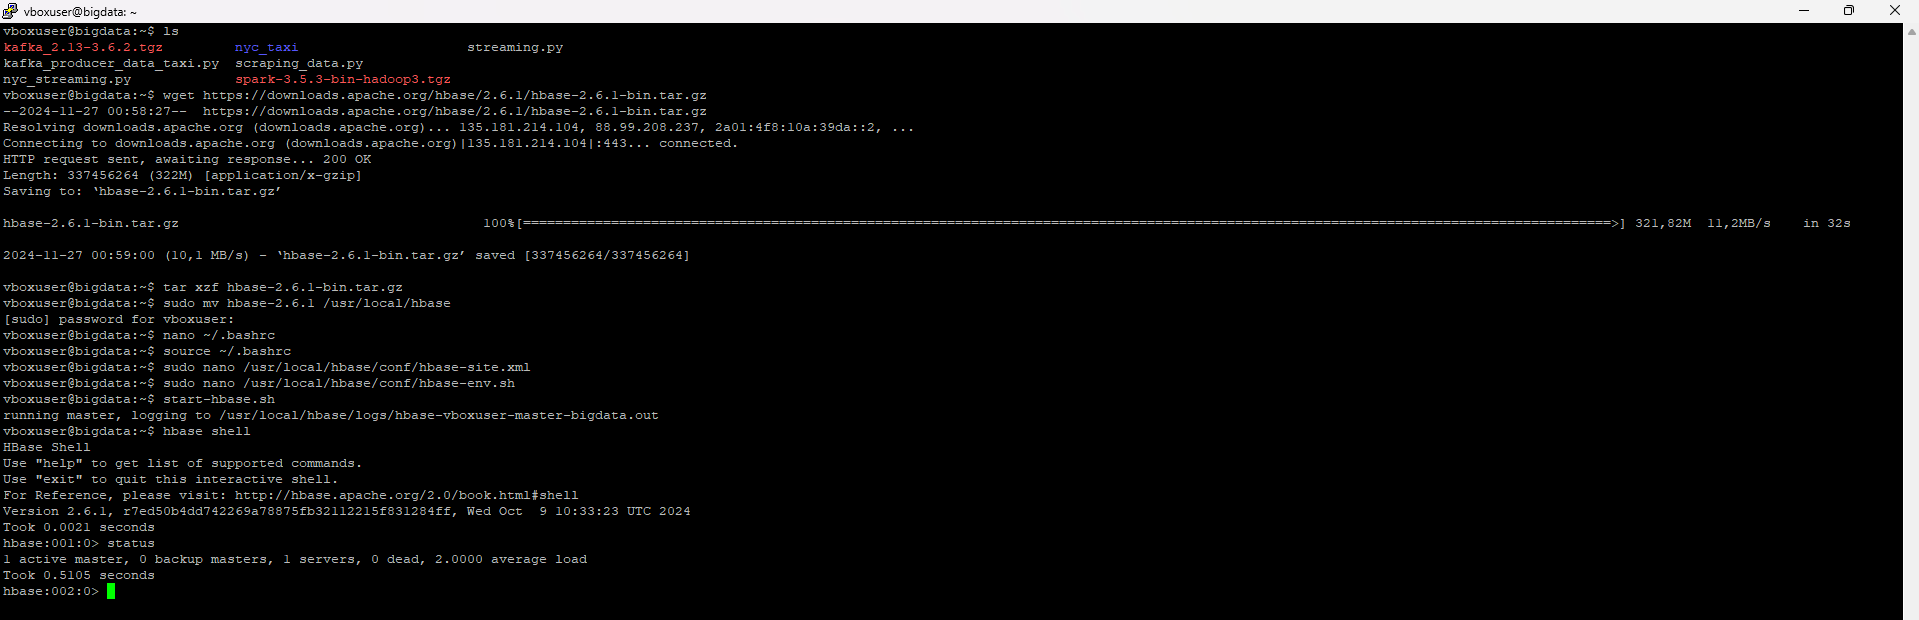 vboxuser@bigdata: ~
vboxuser@bigdata:~$ ls
kafka_2.13-3.6.2.tgz nyc_taxi streaming.py
kafka_producer_data_taxi.py scraping_data.py
nyc_streaming.py spark-3.5.3-bin-hadoop3.tgz
vboxuser@bigdata:~$ wget https://downloads.apache.org/hbase/2.6.1/hbase-2.6.1-bin.tar.gz
--2024-11-27 00:58:27-- https://downloads.apache.org/hbase/2.6.1/hbase-2.6.1-bin.tar.gz
Resolving downloads.apache.org (downloads.apache.org)... 135.181.214.104, 88.99.208.237, 2a01:4f8:10a:39da::2, ...
Connecting to downloads.apache.org (downloads.apache.org)|135.181.214.104|:443... connected.
HTTP request sent, awaiting response... 200 OK
Length: 337456264 (322M) [application/x-gzip]
Saving to: ‘hbase-2.6.1-bin.tar.gz’
hbase-2.6.1-bin.tar.gz 100%[========================================>] 321,82M 11,2MB/s in 32s
2024-11-27 00:59:00 (10,1 MB/s) - ‘hbase-2.6.1-bin.tar.gz’ saved [337456264/337456264]
vboxuser@bigdata:~$ tar xzf hbase-2.6.1-bin.tar.gz
vboxuser@bigdata:~$ sudo mv hbase-2.6.1 /usr/local/hbase
[sudo] password for vboxuser:
vboxuser@bigdata:~$ nano ~/.bashrc
vboxuser@bigdata:~$ source ~/.bashrc
vboxuser@bigdata:~$ sudo nano /usr/local/hbase/conf/hbase-site.xml
vboxuser@bigdata:~$ sudo nano /usr/local/hbase/conf/hbase-env.sh
vboxuser@bigdata:~$ start-hbase.sh
running master, logging to /usr/local/hbase/logs/hbase-vboxuser-master-bigdata.out
vboxuser@bigdata:~$ hbase shell
HBase Shell
Use "help" to get list of supported commands.
Use "exit" to quit this interactive shell.
For Reference, please visit: http://hbase.apache.org/2.0/book.html#shell
Version 2.6.1, r7ed50b4dd742269a78875fb32112215f831284ff, Wed Oct  9 10:33:23 UTC 2024
Took 0.0021 seconds
hbase:001:0> status
1 active master, 0 backup masters, 1 servers, 0 dead, 2.0000 average load
Took 0.5105 seconds
hbase:002:0>